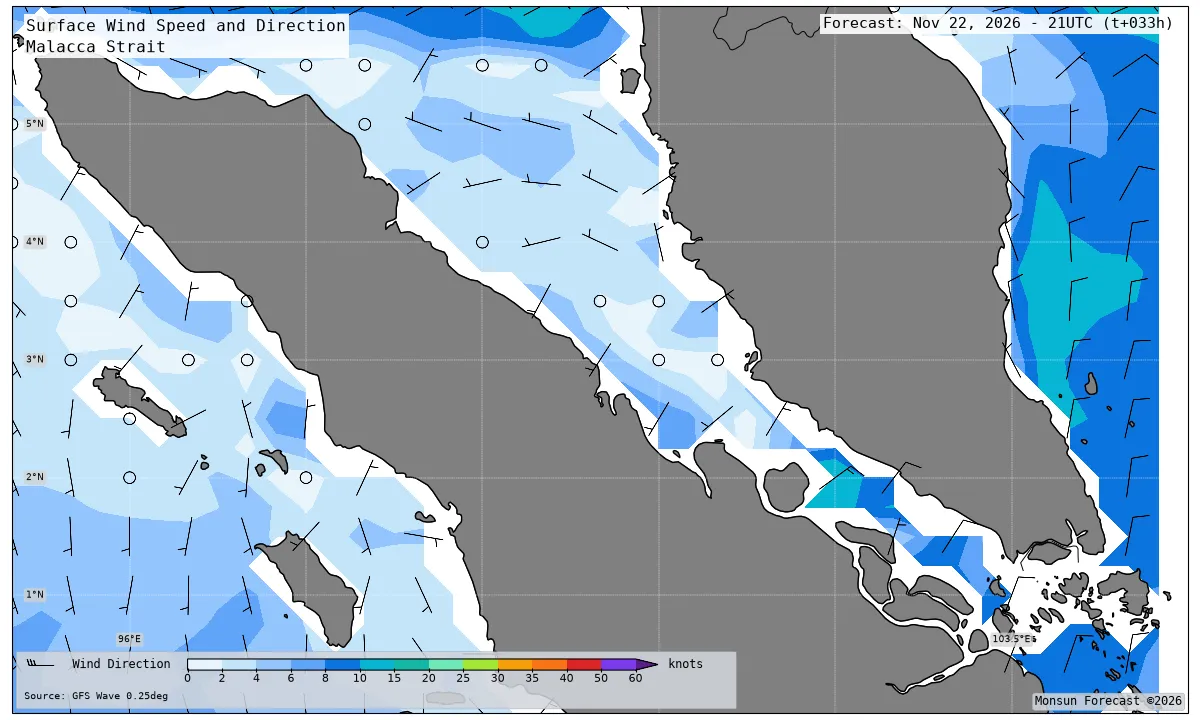 Surface Wind Speed and Direction
Malacca Strait
Forecast: Nov 22, 2026 - 21UTC (t+033h)
5°N
4°N
3°N
2°N
1°N
96°E
103.5°E
Wind Direction
knots
0 2 4 6 8 10 12 15 20 25 30 35 40 50 60
Source: GFS Wave 0.25deg
Monsun Forecast ©2026